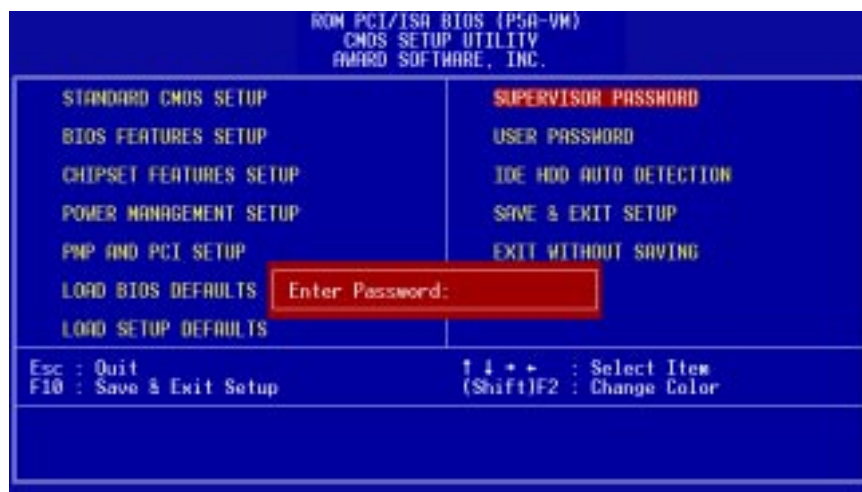 ROM PCI/ISA BIOS (P5A-VM)
CMOS SETUP UTILITY
AWARD SOFTWARE, INC.
STANDARD CMOS SETUP
BIOS FEATURES SETUP
CHIPSET FEATURES SETUP
POWER MANAGEMENT SETUP
PNP AND PCI SETUP
LOAD BIOS DEFAULTS
LOAD SETUP DEFAULTS
SUPERVISOR PASSWORD
USER PASSWORD
IDE HDD AUTO DETECTION
SAVE & EXIT SETUP
EXIT WITHOUT SAVING
Enter Password:
Esc : Quit
F10 : Save & Exit Setup
↑ ↓ → ← : Select Item
(Shift)F2 : Change Color